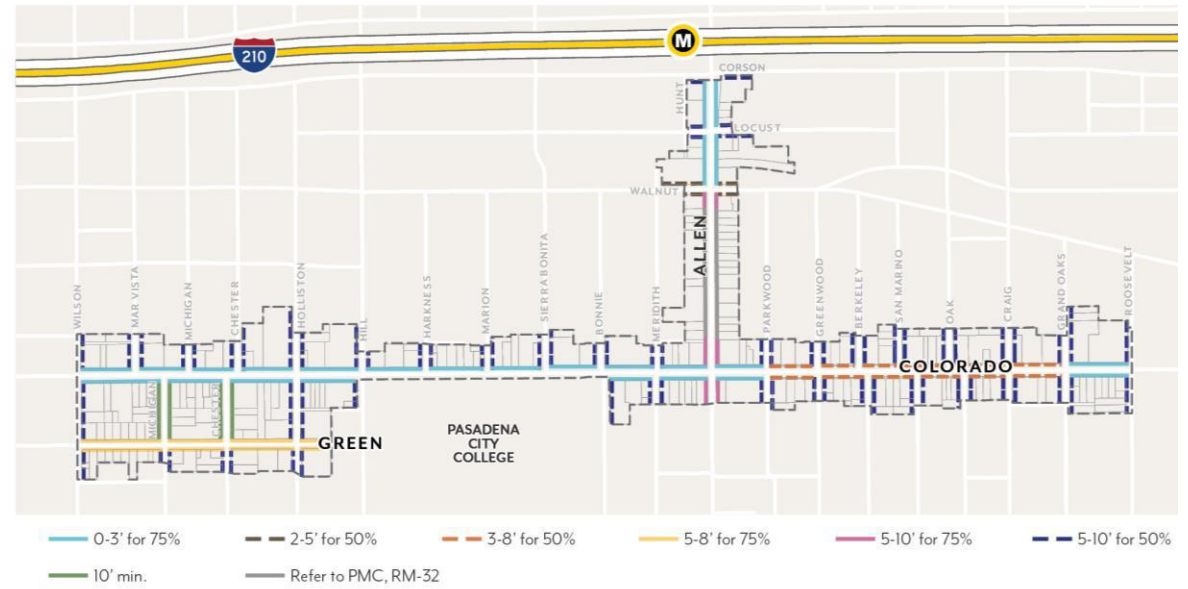 210
M
CORSON
HUNT
LOCUST
WALNUT
ALLEN
WILSON
MAR VISTA
MICHIGAN
CHESTER
HOLLISTON
HILL
HARKNESS
MARION
SIERRA BONITA
BONNIE
MERIDITH
PARKWOOD
GREENWOOD
BERKELEY
SAN MARINO
OAK
CRAIG
GRAND OAKS
ROOSEVELT
COLORADO
MICHIGAN
CHESTER
GREEN
PASADENA
CITY
COLLEGE
0-3' for 75%
2-5' for 50%
3-8' for 50%
5-8' for 75%
5-10' for 75%
5-10' for 50%
10' min.
Refer to PMC, RM-32